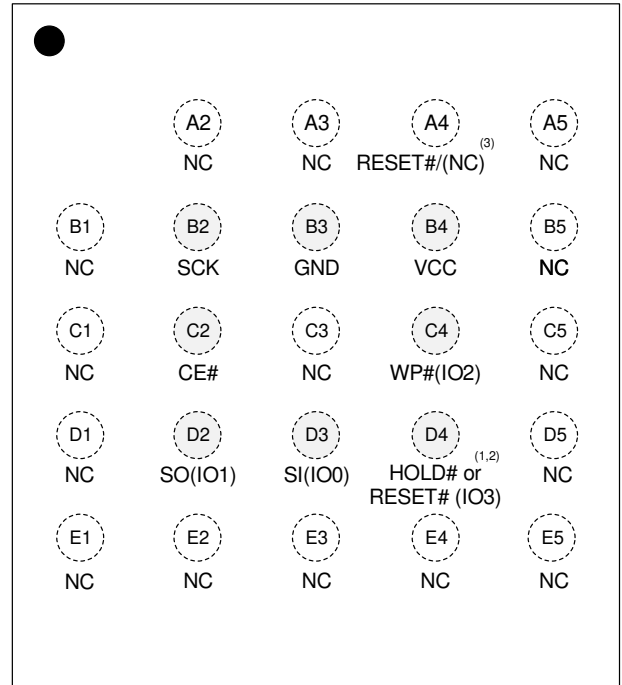 A2 A3 A4 A5
(3)
NC NC RESET#/(NC) NC
B1 B2 B3 B4 B5
NC SCK GND VCC NC
C1 C2 C3 C4 C5
NC CE# NC WP#(IO2) NC
D1 D2 D3 D4 D5
(1,2)
NC SO(IO1) SI(IO0) HOLD# or NC
RESET# (IO3)
E1 E2 E3 E4 E5
NC NC NC NC NC